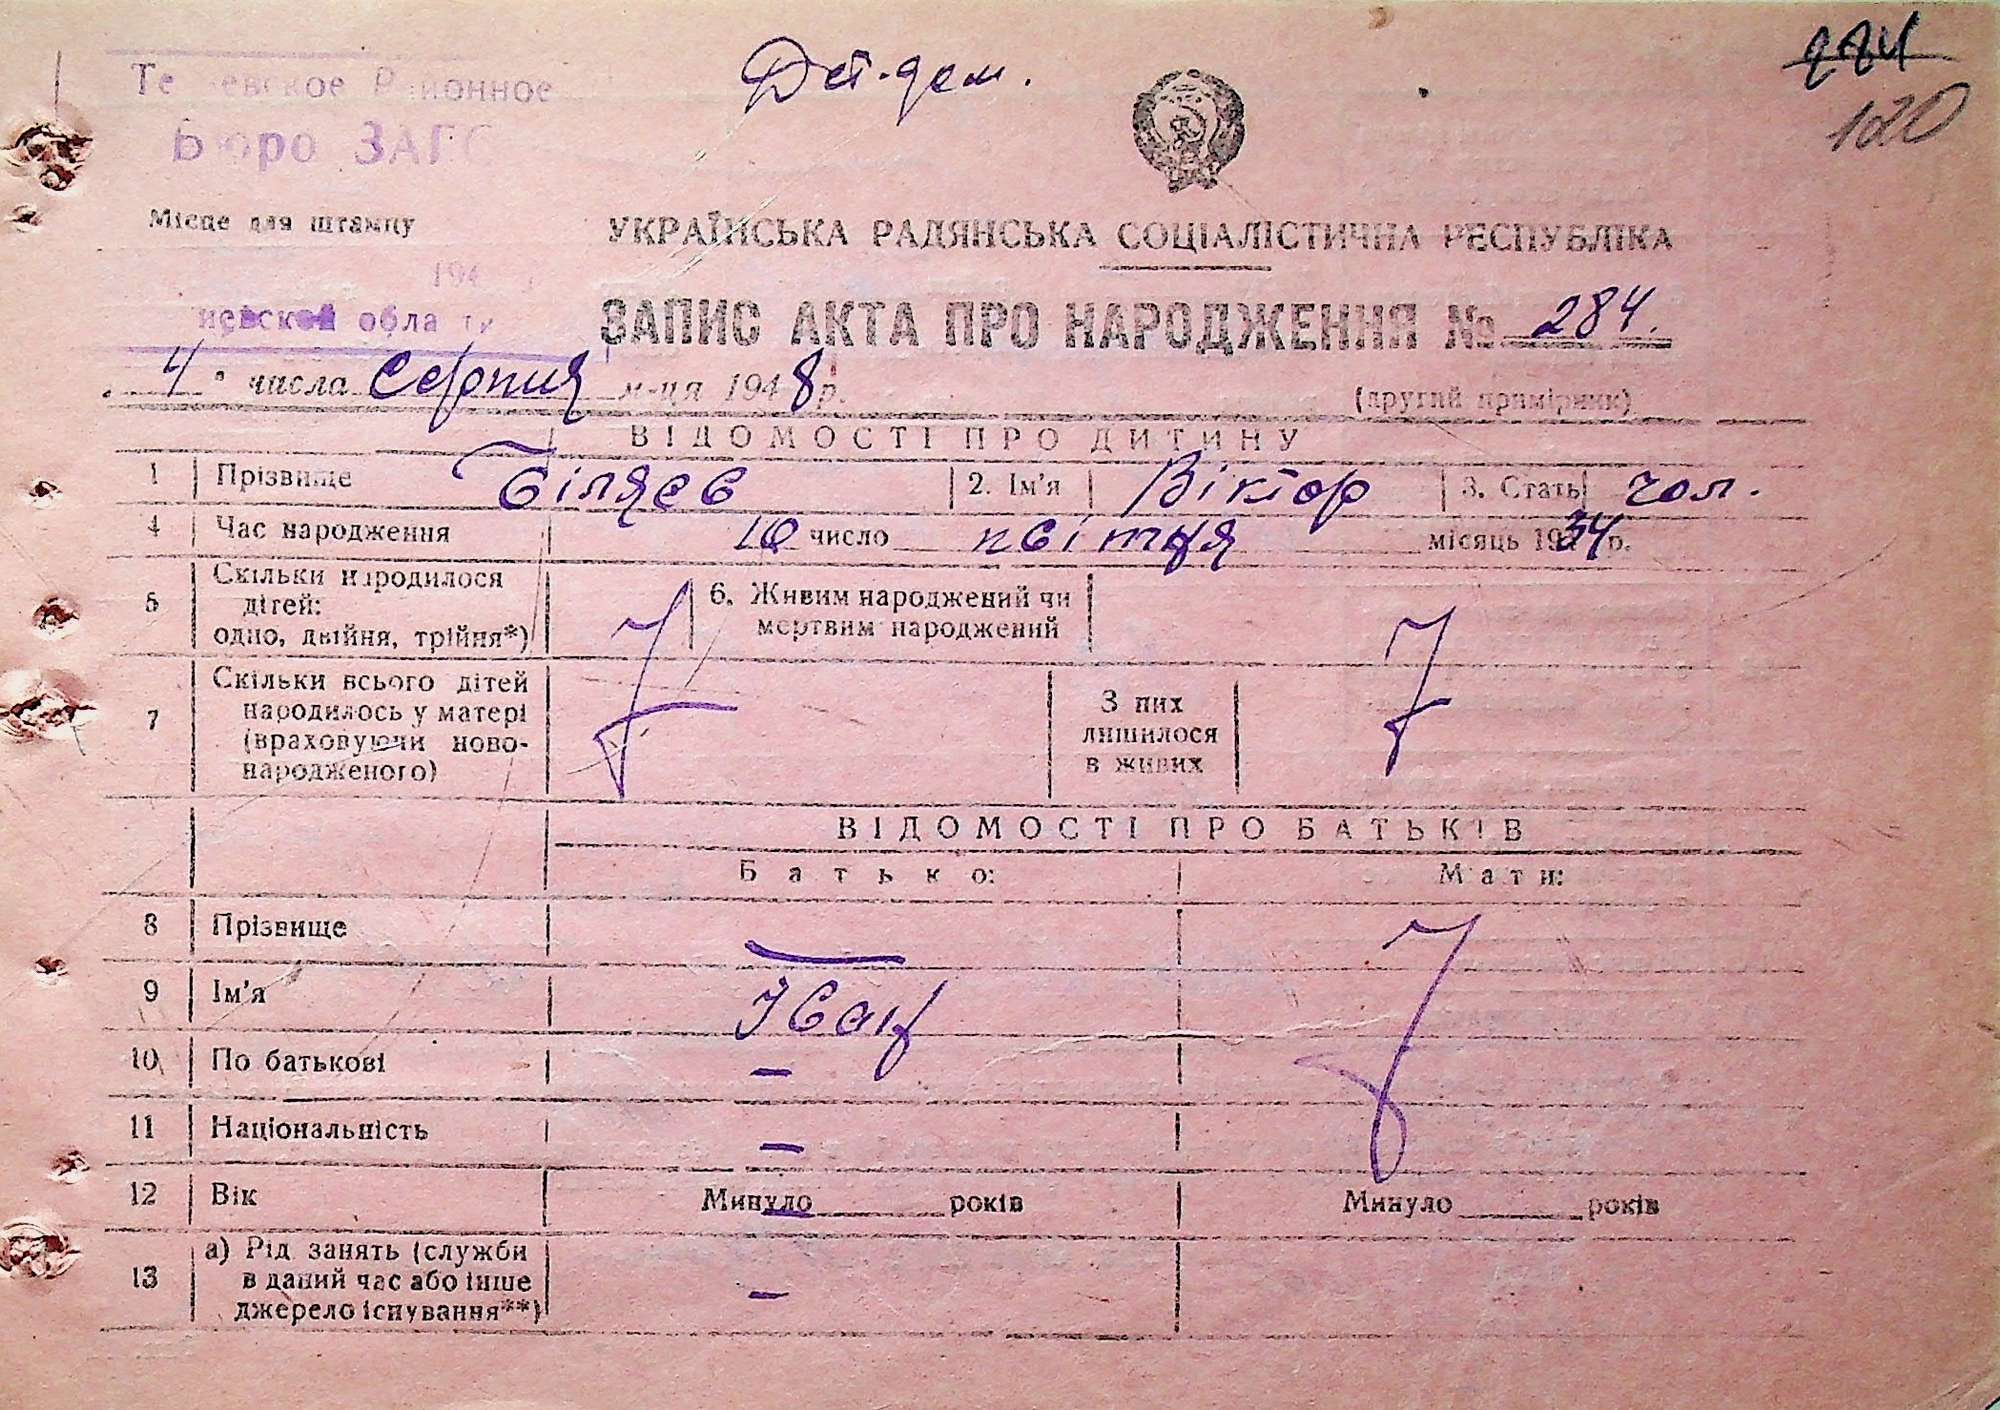 Дет-дом.
284
120
Районное
Бюро ЗАГС
Місце для штампу
УКРАЇНСЬКА РАДЯНСЬКА СОЦІАЛІСТИЧНА РЕСПУБЛІКА
194
обла
ЗАПИС АКТА ПРО НАРОДЖЕННЯ № 284.
4 " числа Серпня м-ця 1948 р.
(другий примірник)
ВІДОМОСТІ ПРО ДИТИНУ
1 Прізвище Біляєв 2. Ім'я Віктор 3. Стать чол.
4 Час народження 10 число квітня місяць 1934 р.
5 Скільки народилося дітей: одно, двійня, трійня*)
6. Живим народжений чи мертвим народжений
7 Скільки всього дітей народилось у матері (враховуючи новонародженого)
З них лишилося в живих
ВІДОМОСТІ ПРО БАТЬКІВ
Батько: Мати:
8 Прізвище —
9 Ім'я Іван
10 По батькові —
11 Національність —
12 Вік Минуло — років Минуло років
13 а) Рід занять (служби в даний час або інше джерело існування**) —